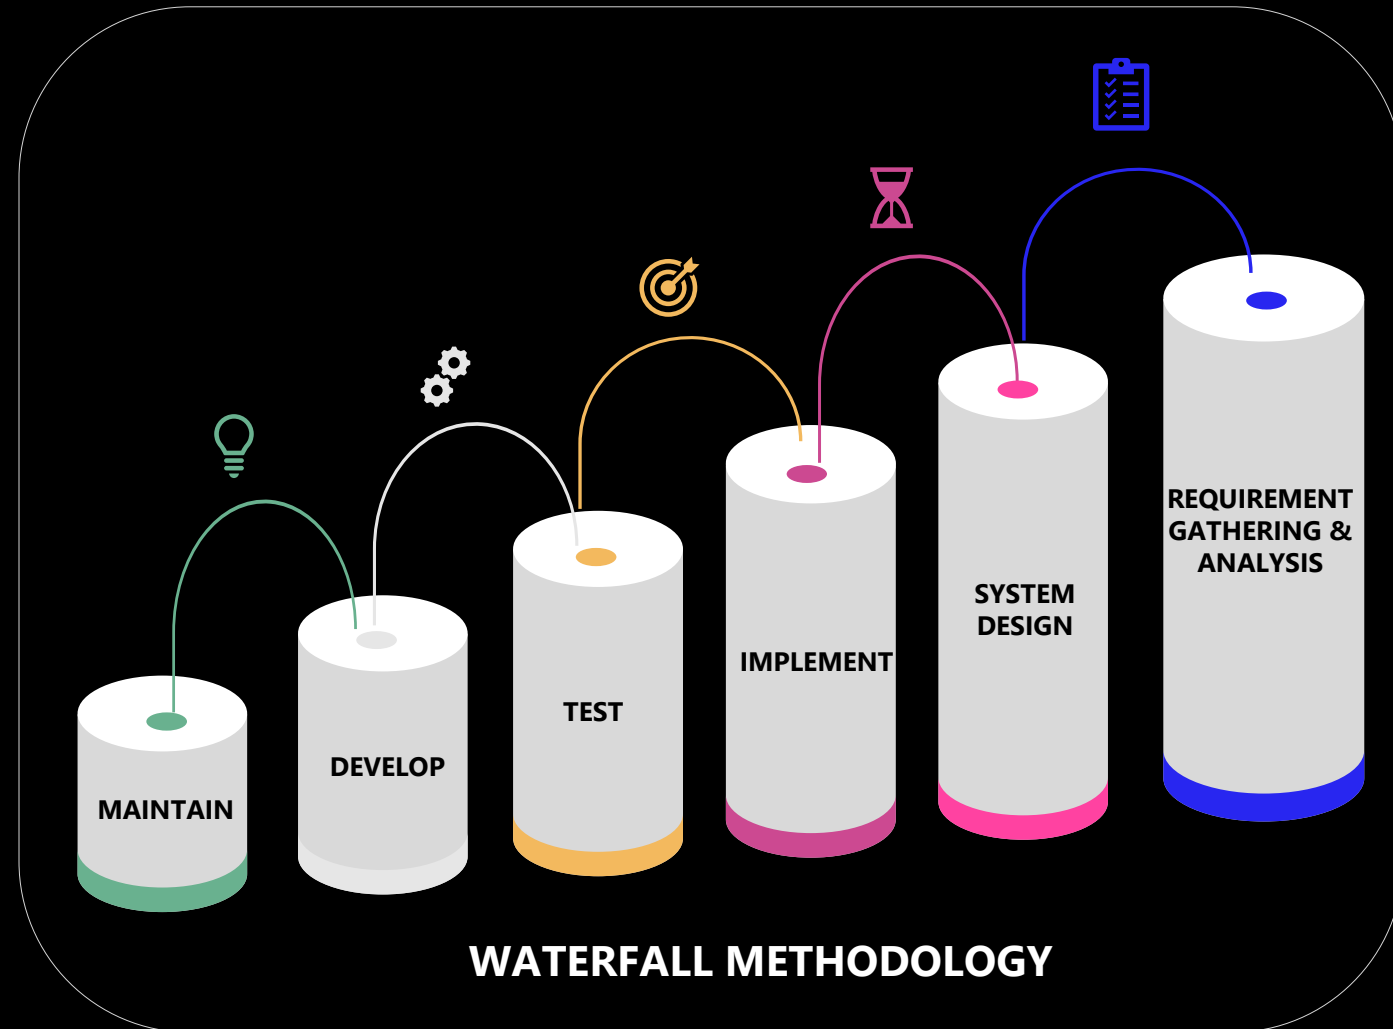 MAINTAIN
DEVELOP
TEST
IMPLEMENT
SYSTEM
DESIGN
REQUIREMENT
GATHERING &
ANALYSIS
WATERFALL METHODOLOGY